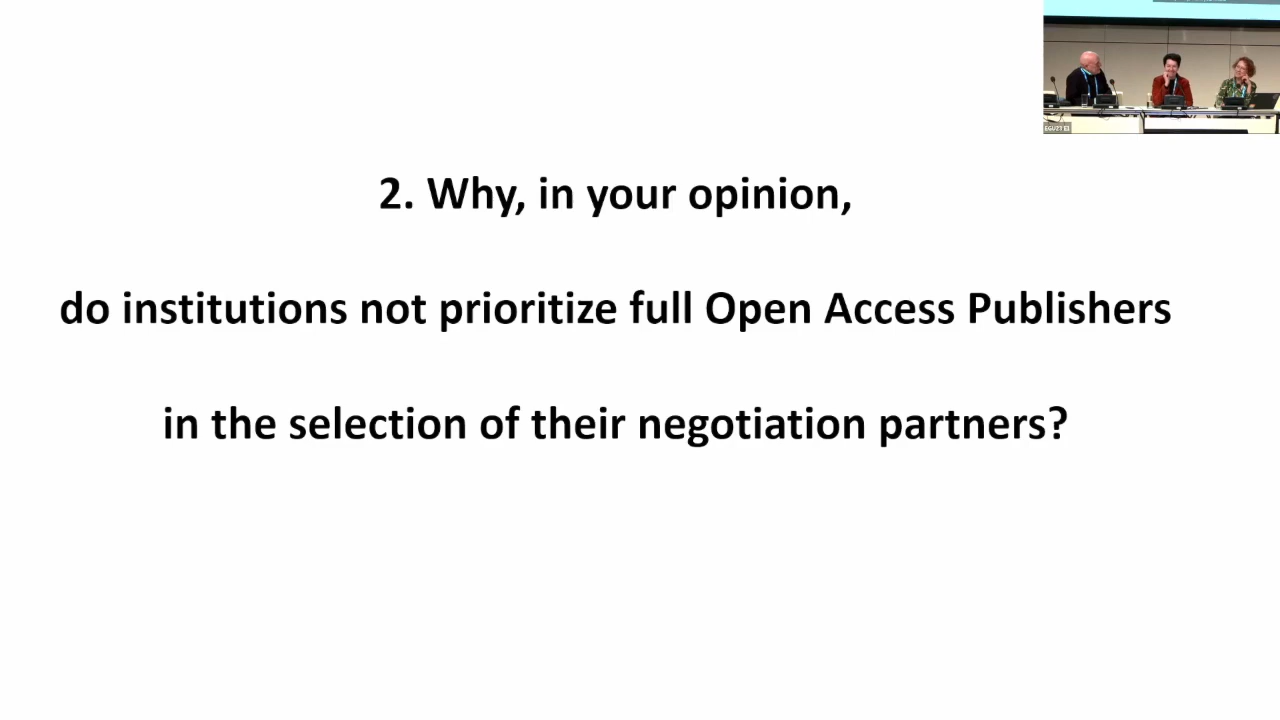 2. Why, in your opinion,
do institutions not prioritize full Open Access Publishers
in the selection of their negotiation partners?